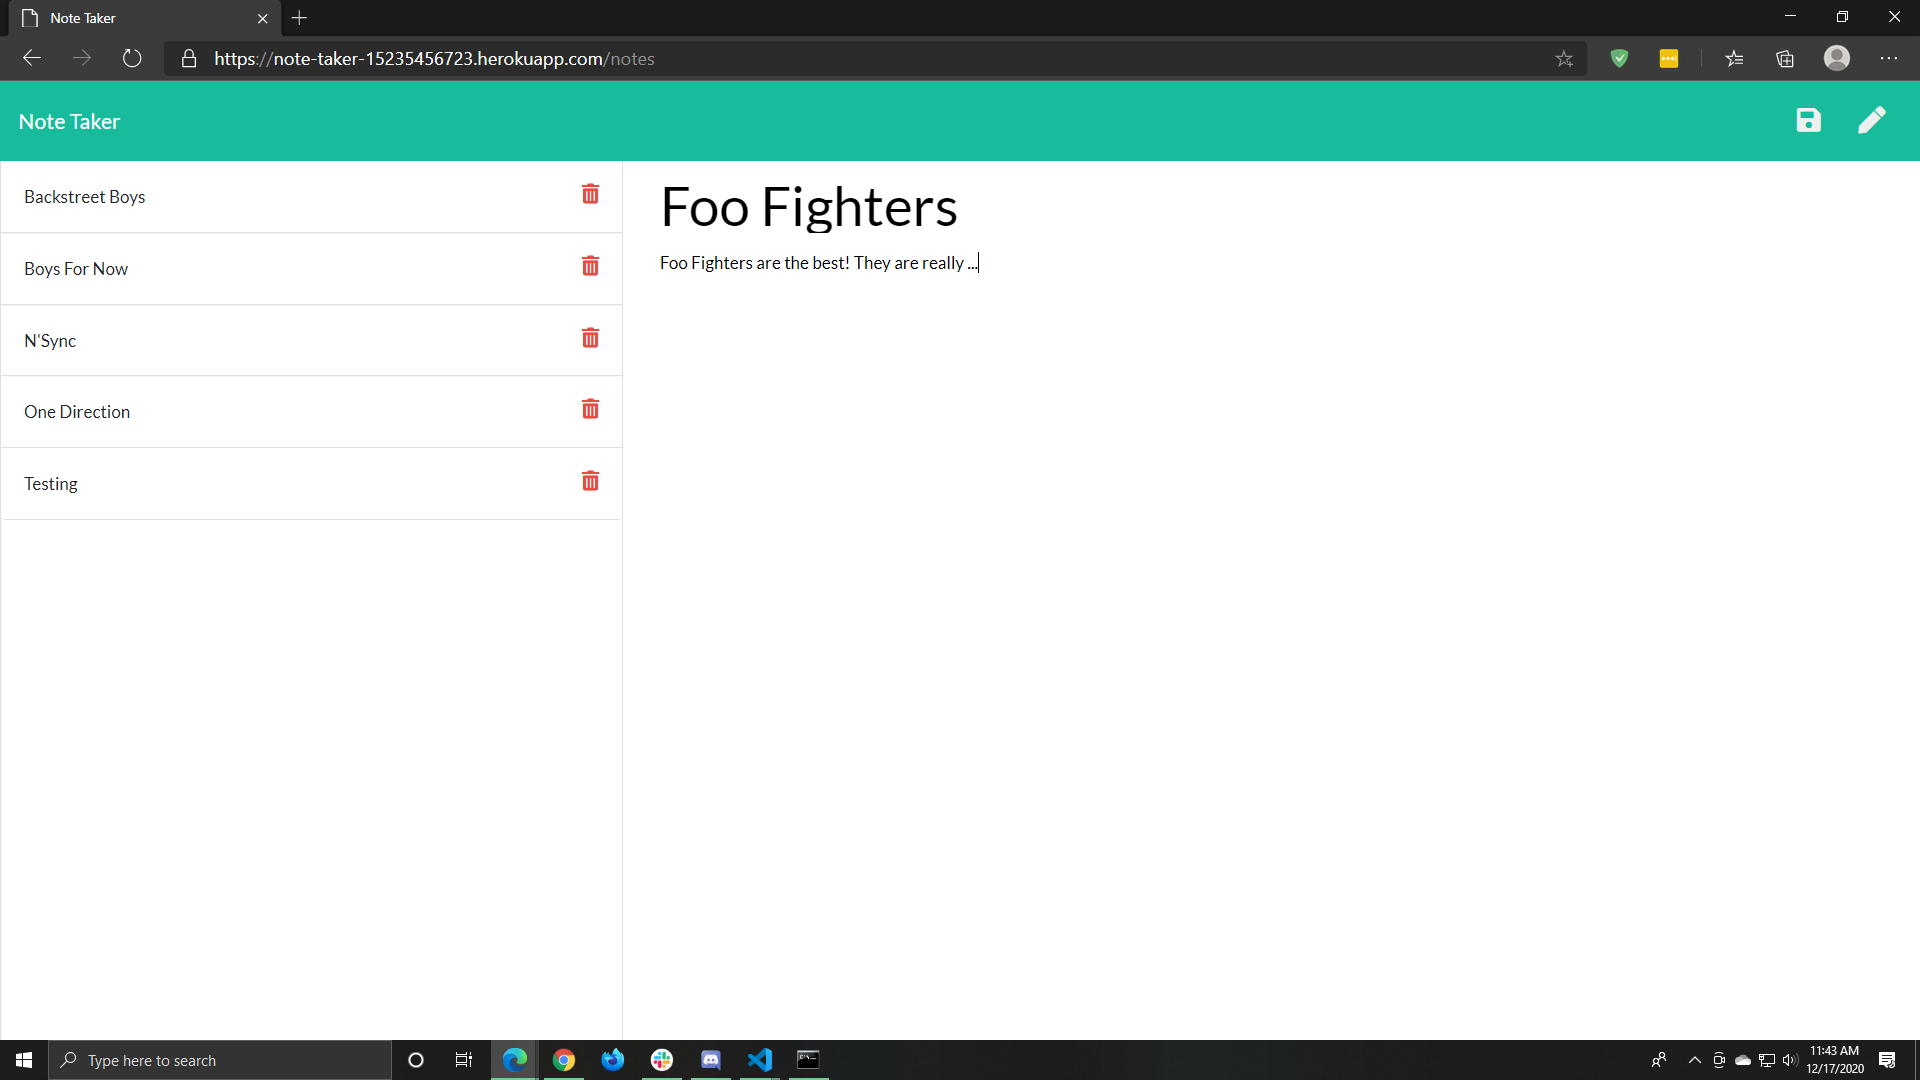 Note Taker
https://note-taker-15235456723.herokuapp.com/notes
Note Taker
Backstreet Boys
Boys For Now
N'Sync
One Direction
Testing
Foo Fighters
Foo Fighters are the best! They are really ...
Type here to search
11:43 AM
12/17/2020